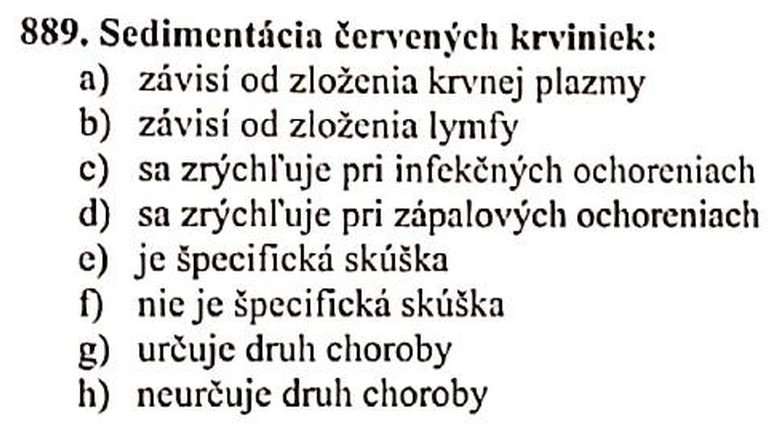 889. Sedimentácia červených krviniek:
a) závisí od zloženia krvnej plazmy
b) závisí od zloženia lymfy
c) sa zrýchľuje pri infekčných ochoreniach
d) sa zrýchľuje pri zápalových ochoreniach
e) je špecifická skúška
f) nie je špecifická skúška
g) určuje druh choroby
h) neurčuje druh choroby